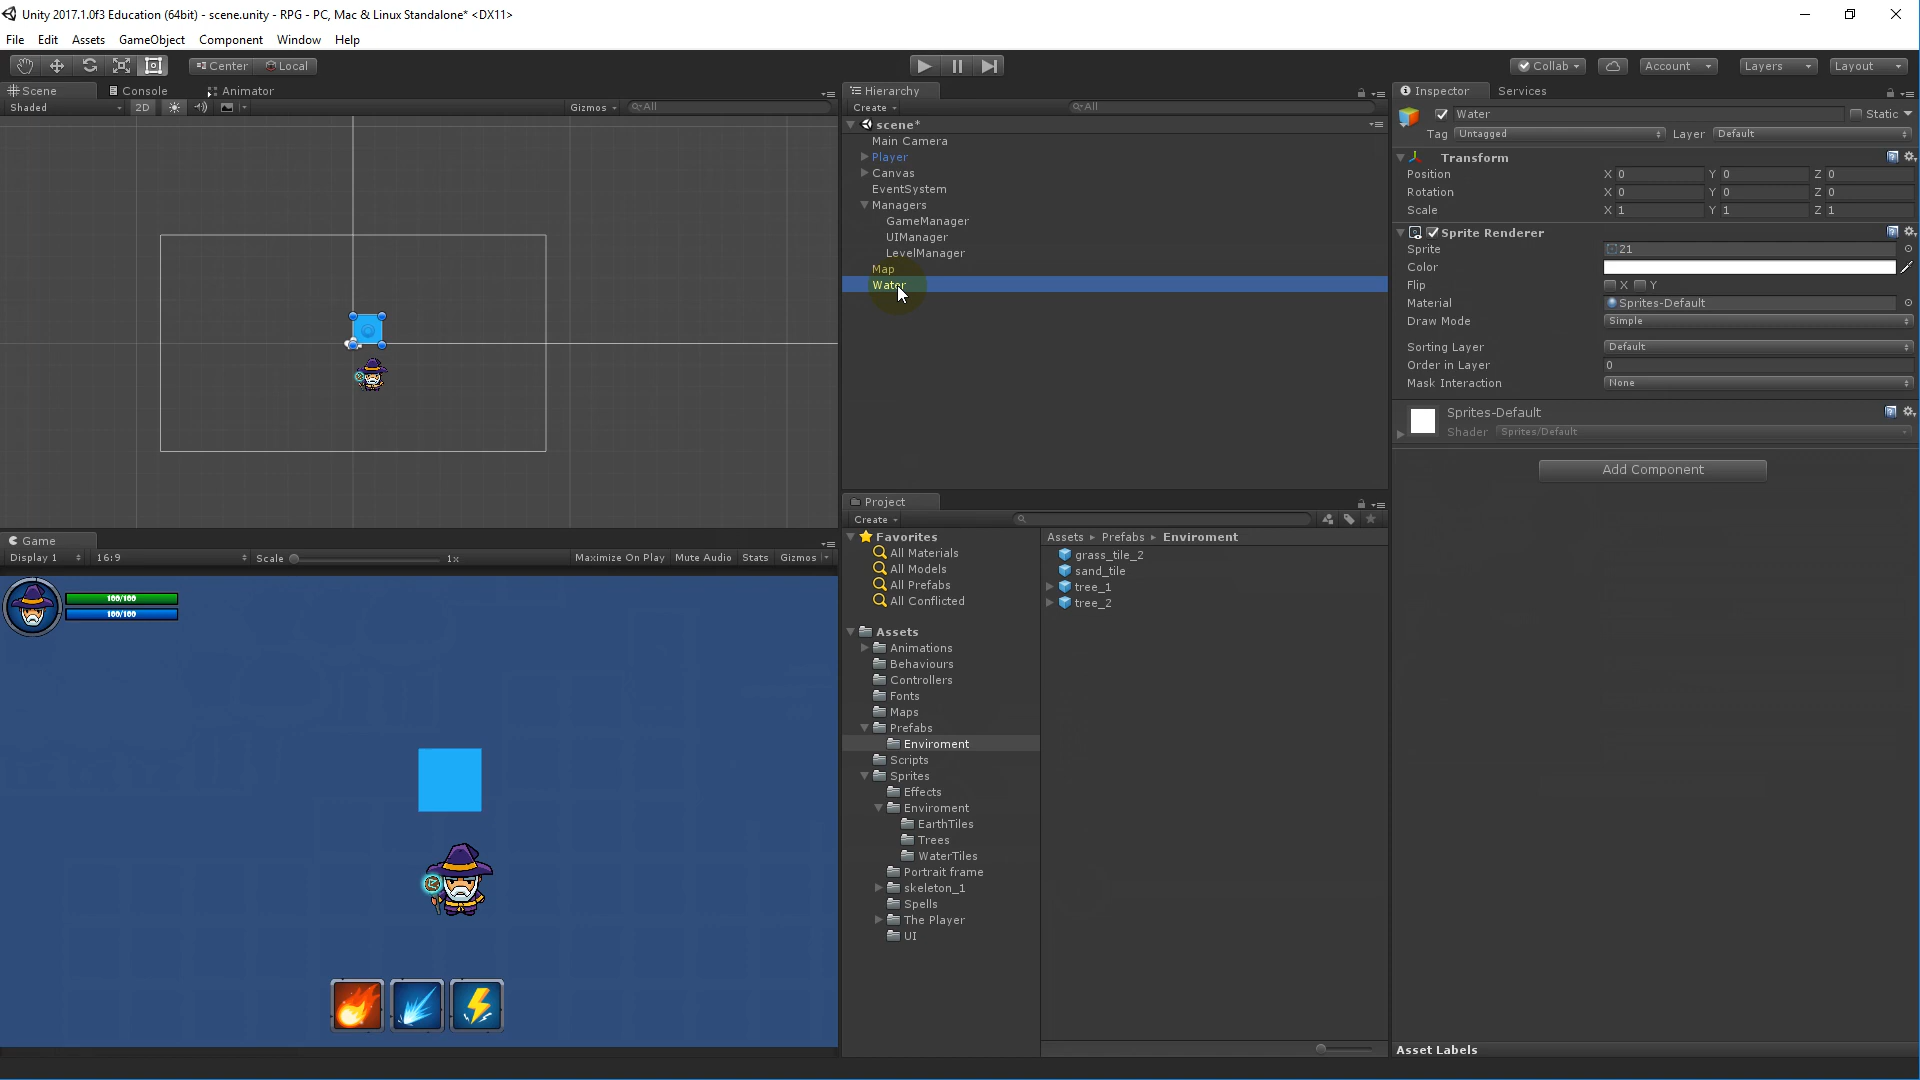 Unity 2017.1.0f3 Education (64bit) - scene.unity - RPG - PC, Mac & Linux Standalone* <DX11>
File Edit Assets GameObject Component Window Help
Center Local Collab Account Layers Layout
Scene Console Animator
Shaded 2D Gizmos All
Hierarchy
Create All
scene*
Main Camera
Player
Canvas
EventSystem
Managers
GameManager
UIManager
LevelManager
Map
Water
Inspector Services
Water Static
Tag Untagged Layer Default
Transform
Position X 0 Y 0 Z 0
Rotation X 0 Y 0 Z 0
Scale X 1 Y 1 Z 1
Sprite Renderer
Sprite 21
Color
Flip X Y
Material Sprites-Default
Draw Mode Simple
Sorting Layer Default
Order in Layer 0
Mask Interaction None
Sprites-Default
Shader Sprites/Default
Add Component
Game
Display 1 16:9 Scale 1x Maximize On Play Mute Audio Stats Gizmos
100/100
100/100
Project
Create
Favorites
All Materials
All Models
All Prefabs
All Conflicted
Assets
Animations
Behaviours
Controllers
Fonts
Maps
Prefabs
Enviroment
Scripts
Sprites
Effects
Enviroment
EarthTiles
Trees
WaterTiles
Portrait frame
skeleton_1
Spells
The Player
UI
Assets Prefabs Enviroment
grass_tile_2
sand_tile
tree_1
tree_2
Asset Labels